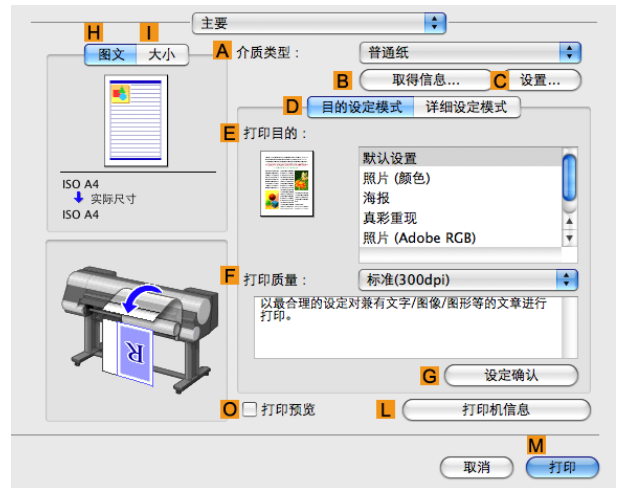 主要
H I
图文 大小
A 介质类型： 普通纸
B 取得信息... C 设置...
D 目的设定模式 详细设定模式
E 打印目的：
默认设置
照片 (颜色)
海报
真彩重现
照片 (Adobe RGB)
ISO A4
实际尺寸
ISO A4
F 打印质量： 标准(300dpi)
以最合理的设定对兼有文字/图像/图形等的文章进行
打印。
R
G 设定确认
O 打印预览 L 打印机信息
M
取消 打印